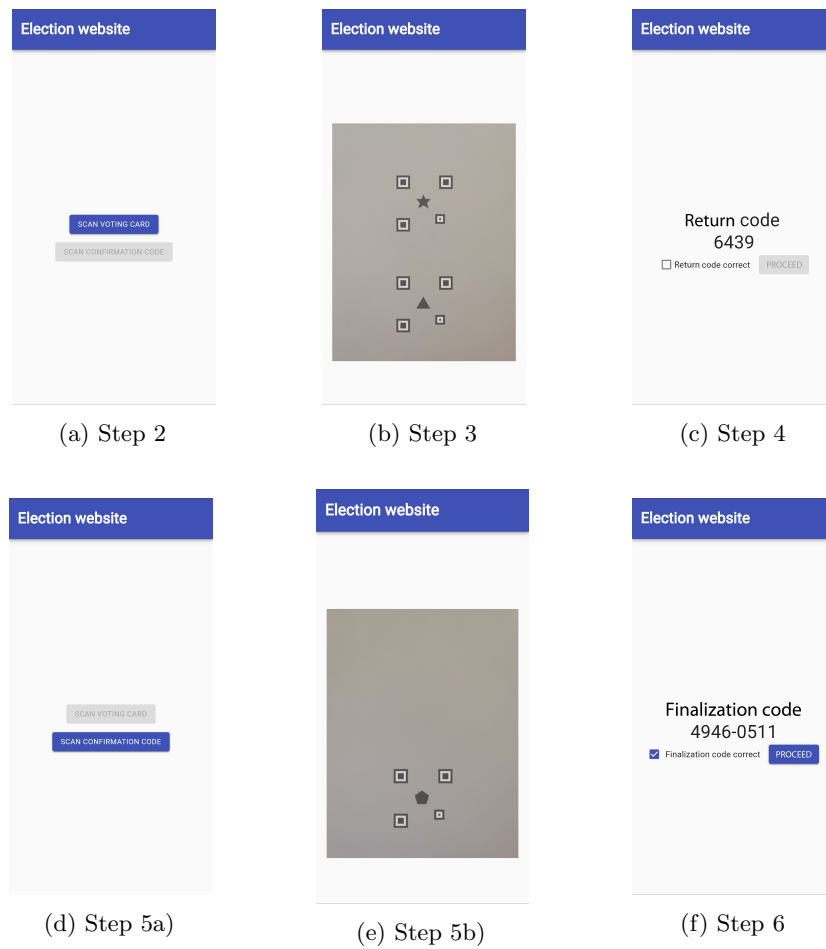 Election website
SCAN VOTING CARD
SCAN CONFIRMATION CODE
(a) Step 2
Election website
(b) Step 3
Election website
Return code
6439
Return code correct PROCEED
(c) Step 4
Election website
SCAN VOTING CARD
SCAN CONFIRMATION CODE
(d) Step 5a)
Election website
(e) Step 5b)
Election website
Finalization code
4946-0511
Finalization code correct PROCEED
(f) Step 6